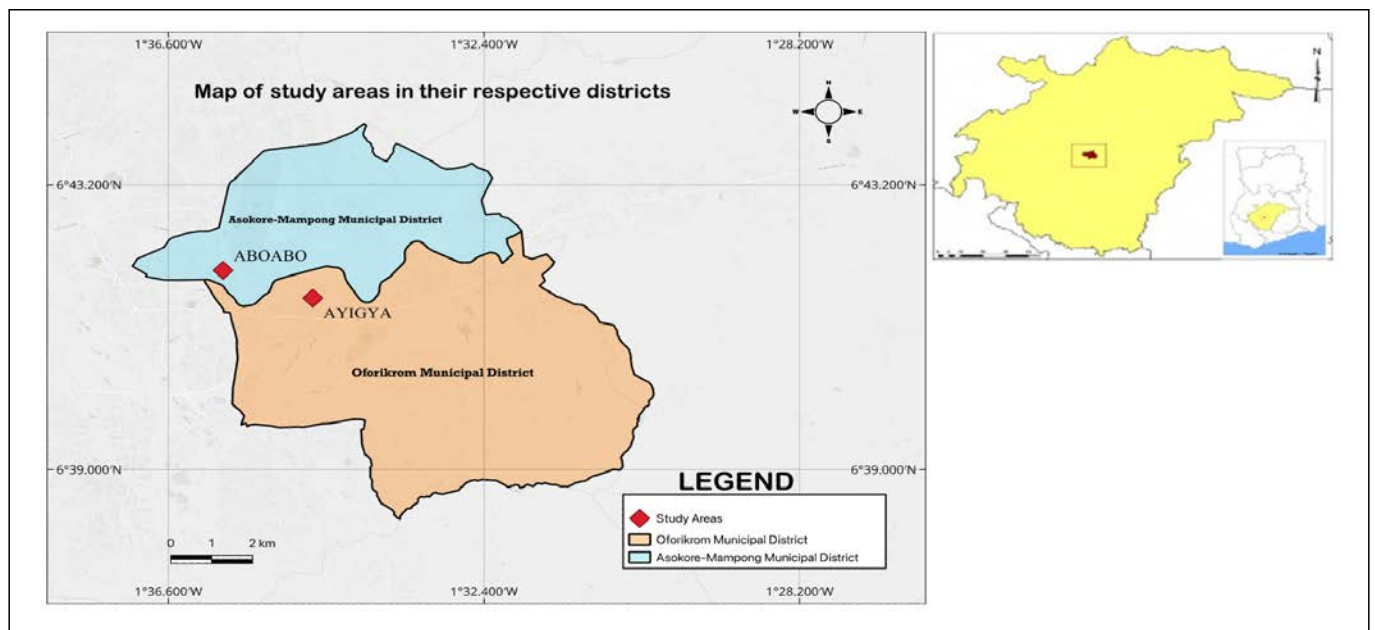 1°36.600'W 1°32.400'W 1°28.200'W
Map of study areas in their respective districts
N
W E
S
N
6°43.200'N 6°43.200'N
Asokore-Mampong Municipal District
ABOABO
AYIGYA
Oforikrom Municipal District
6°39.000'N 6°39.000'N
LEGEND
Study Areas
Oforikrom Municipal District
Asokore-Mampong Municipal District
0 1 2 km
1°36.600'W 1°32.400'W 1°28.200'W